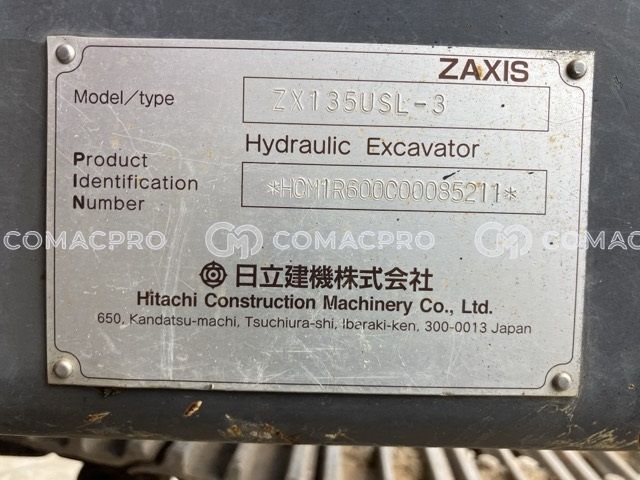 ZAXIS
Model/type ZX135USL-3
Hydraulic Excavator
Product
Identification
Number
*HCM1R600C00085211*
COMACPRO COMACPRO COMACPRO
日立建機株式会社
Hitachi Construction Machinery Co., Ltd.
650, Kandatsu-machi, Tsuchiura-shi, Ibaraki-ken, 300-0013 Japan